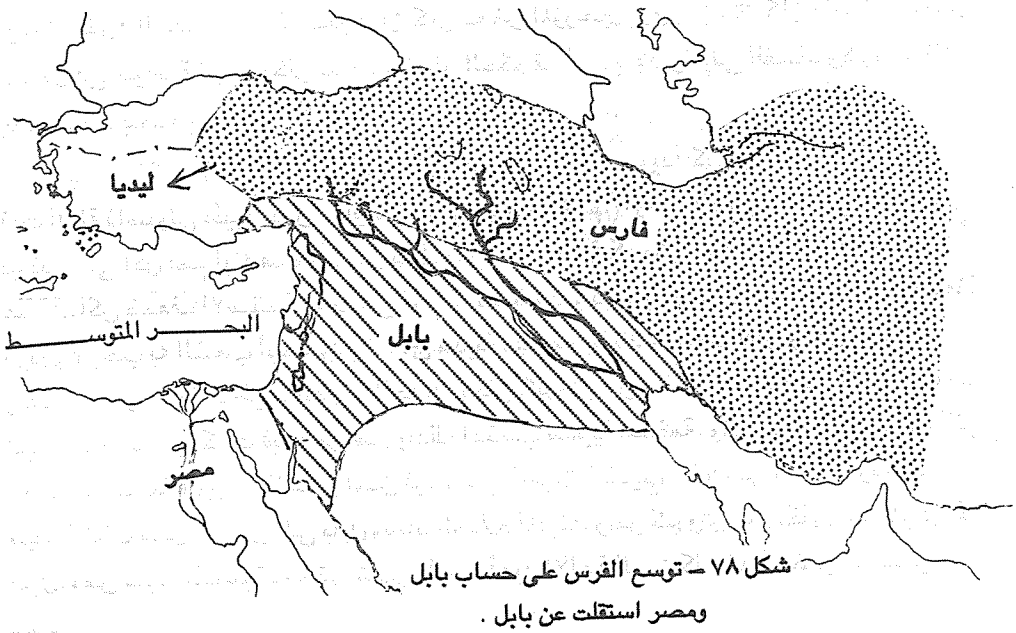 ليديا
فارس
البحر المتوسط
بابل
مصر
شكل ٧٨ – توسع الفرس على حساب بابل
ومصر استقلت عن بابل .